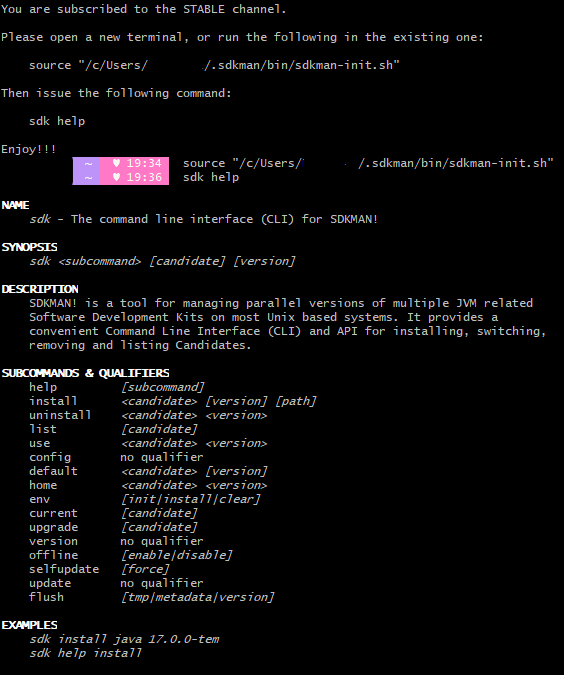 You are subscribed to the STABLE channel.
Please open a new terminal, or run the following in the existing one:
source "/c/Users/ /.sdkman/bin/sdkman-init.sh"
Then issue the following command:
sdk help
Enjoy!!!
~ ♥ 19:34 source "/c/Users/ /.sdkman/bin/sdkman-init.sh"
~ ♥ 19:36 sdk help
NAME
sdk - The command line interface (CLI) for SDKMAN!
SYNOPSIS
sdk <subcommand> [candidate] [version]
DESCRIPTION
SDKMAN! is a tool for managing parallel versions of multiple JVM related
Software Development Kits on most Unix based systems. It provides a
convenient Command Line Interface (CLI) and API for installing, switching,
removing and listing Candidates.
SUBCOMMANDS & QUALIFIERS
help [subcommand]
install <candidate> [version] [path]
uninstall <candidate> <version>
list [candidate]
use <candidate> <version>
config no qualifier
default <candidate> [version]
home <candidate> <version>
env [init|install|clear]
current [candidate]
upgrade [candidate]
version no qualifier
offline [enable|disable]
selfupdate [force]
update no qualifier
flush [tmp|metadata|version]
EXAMPLES
sdk install java 17.0.0-tem
sdk help install